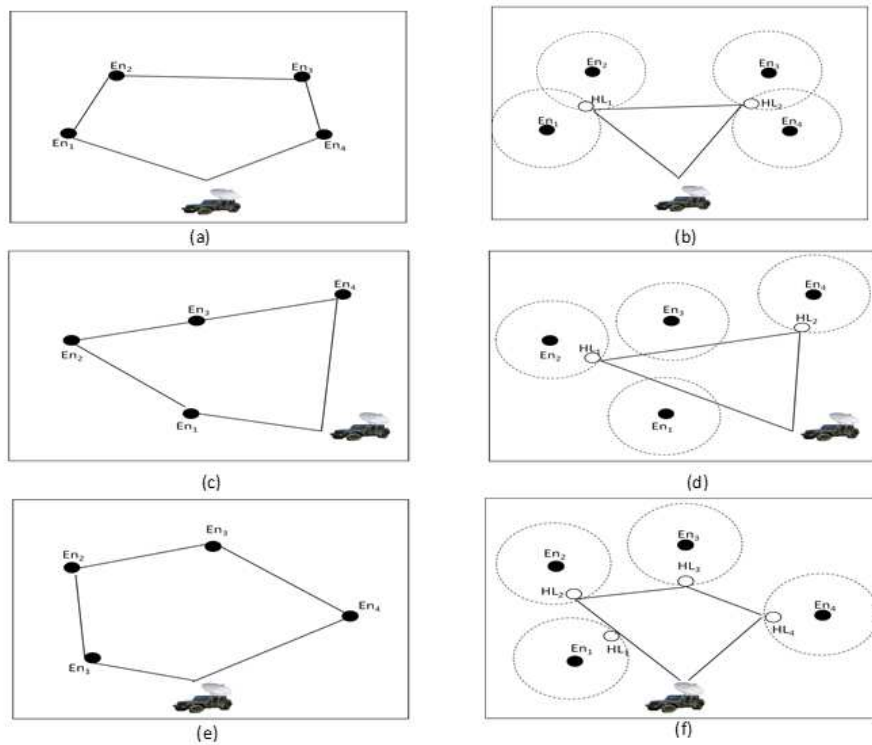 En₂
En₃
En₁
En₄
(a)
En₂
En₃
HL₁
HL₂
En₁
En₄
(b)
En₄
En₃
En₂
En₁
(c)
En₄
En₃
HL₂
En₂
HL₁
En₁
(d)
En₃
En₂
En₄
En₁
(e)
En₃
En₂
HL₃
HL₂
En₄
HL₄
En₁
HL₁
(f)